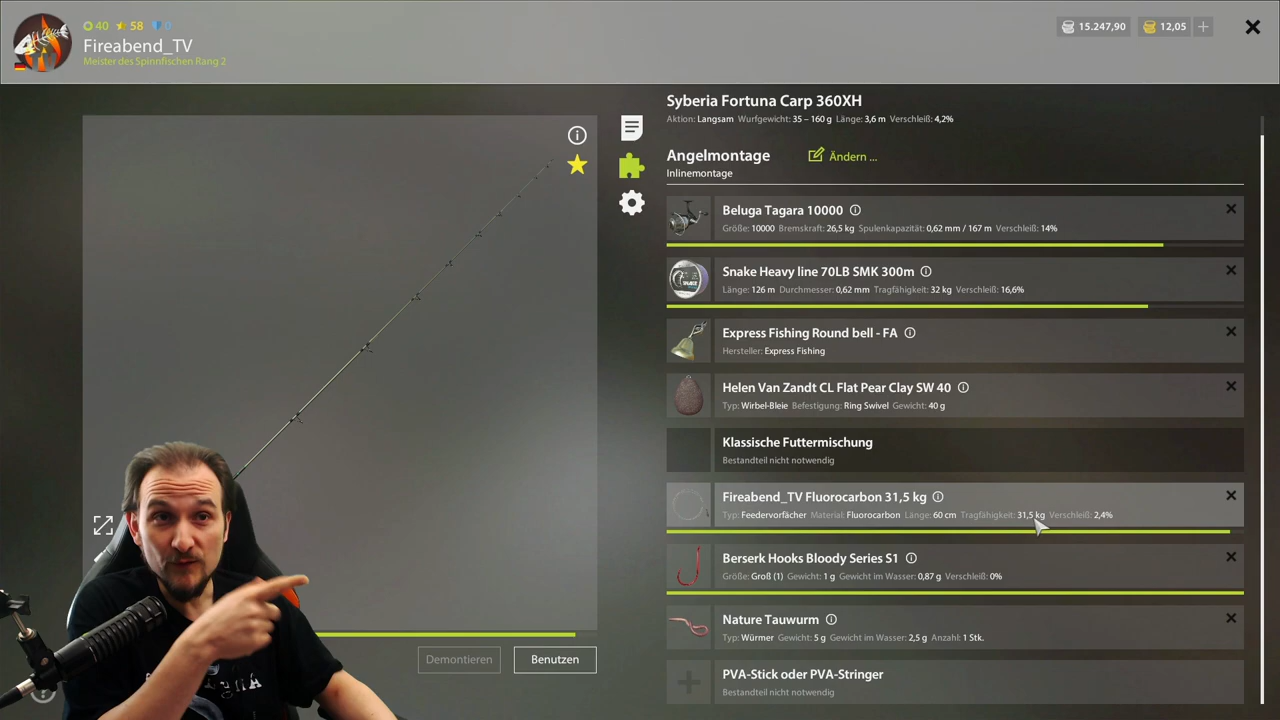 40 58 0
Fireabend_TV
Meister des Spinnfischen Rang 2
15.247,90 12,05
Syberia Fortuna Carp 360XH
Aktion: Langsam Wurfgewicht: 35 – 160 g Länge: 3,6 m Verschleiß: 4,2%
Angelmontage Ändern ...
Inlinemontage
Beluga Tagara 10000
Größe: 10000 Bremskraft: 26,5 kg Spulenkapazität: 0,62 mm / 167 m Verschleiß: 14%
Snake Heavy line 70LB SMK 300m
Länge: 126 m Durchmesser: 0,62 mm Tragfähigkeit: 32 kg Verschleiß: 16,6%
Express Fishing Round bell - FA
Hersteller: Express Fishing
Helen Van Zandt CL Flat Pear Clay SW 40
Typ: Wirbel-Bleie Befestigung: Ring Swivel Gewicht: 40 g
Klassische Futtermischung
Bestandteil nicht notwendig
Fireabend_TV Fluorocarbon 31,5 kg
Typ: Feedervorfächer Material: Fluorocarbon Länge: 60 cm Tragfähigkeit: 31,5 kg Verschleiß: 2,4%
Berserk Hooks Bloody Series S1
Größe: Groß (1) Gewicht: 1 g Gewicht im Wasser: 0,87 g Verschleiß: 0%
Nature Tauwurm
Typ: Würmer Gewicht: 5 g Gewicht im Wasser: 2,5 g Anzahl: 1 Stk.
PVA-Stick oder PVA-Stringer
Bestandteil nicht notwendig
Demontieren Benutzen